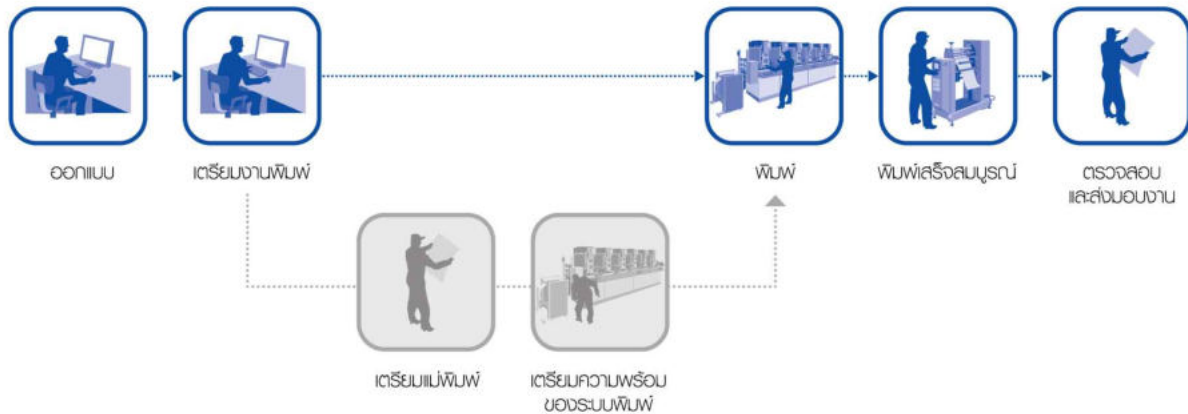 ออกแบบ
เตรียมงานพิมพ์
พิมพ์
พิมพ์เสร็จสมบูรณ์
ตรวจสอบ
และส่งมอบงาน
เตรียมแม่พิมพ์
เตรียมความพร้อม
ของระบบพิมพ์